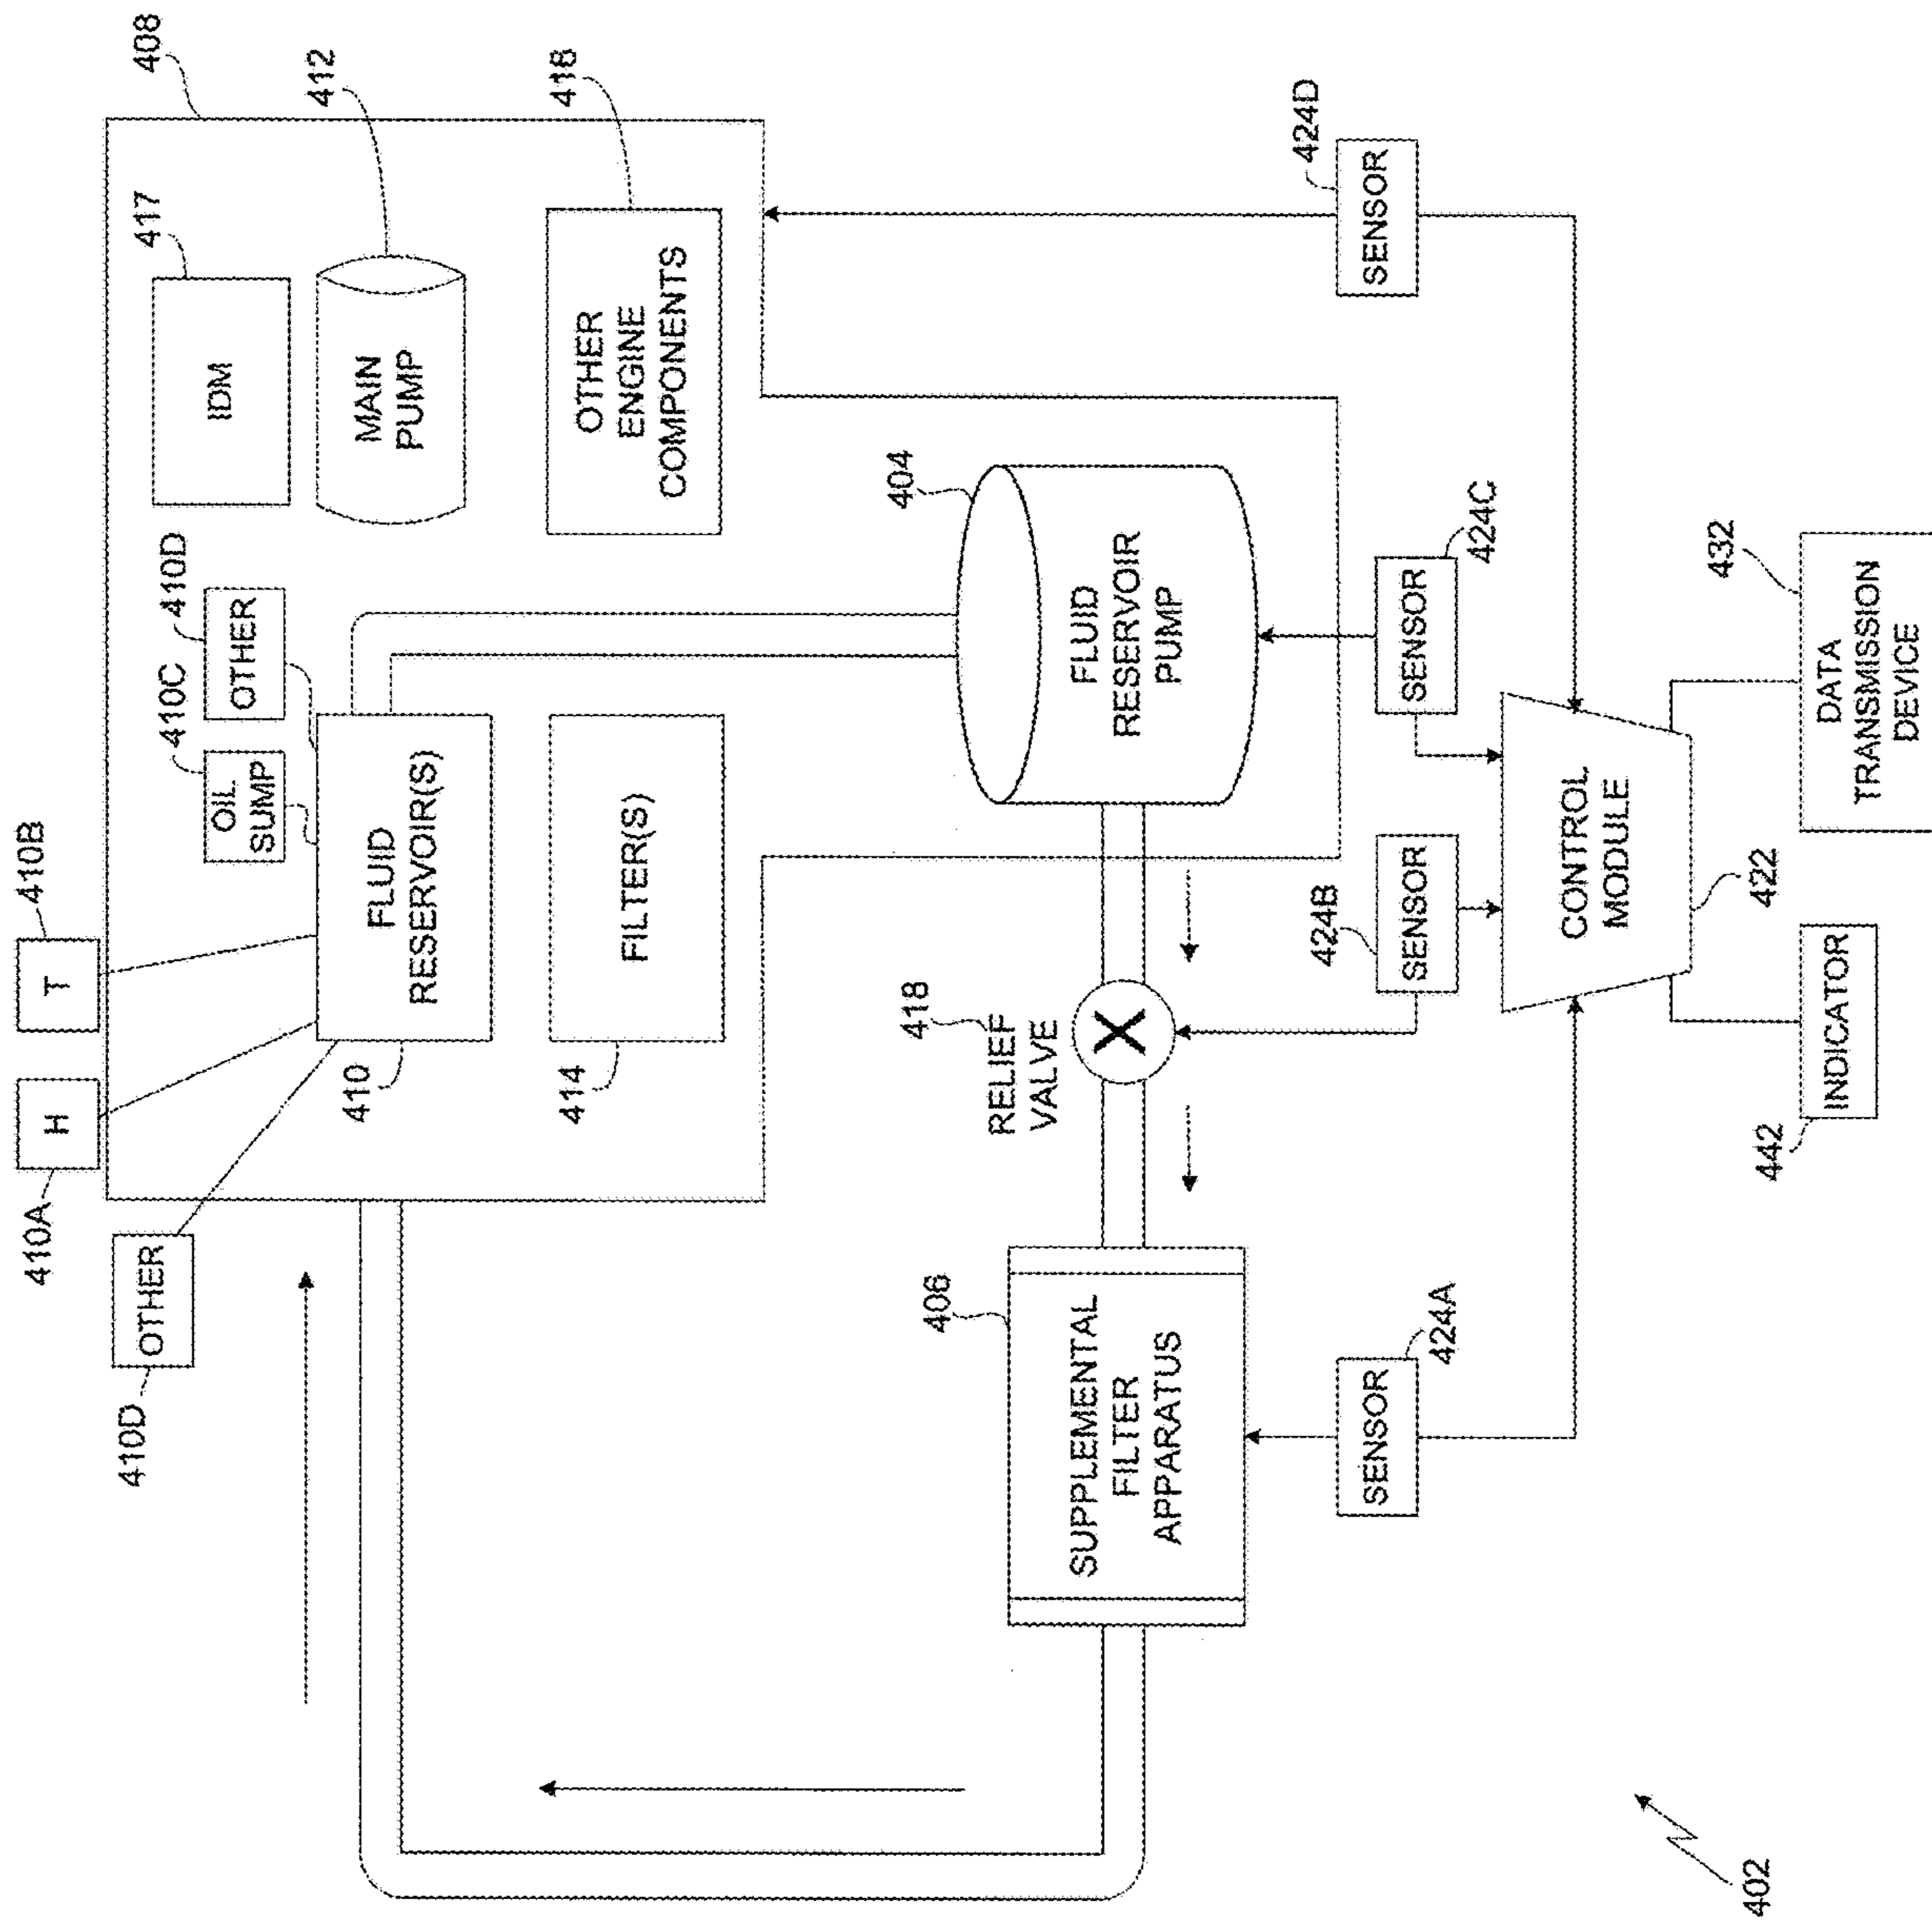 H
410A
T
410B
OTHER
410D
408
IDM
417
OIL
SUMP
410C
OTHER
410D
412
MAIN
PUMP
FLUID
RESERVOIR(S)
410
FILTER(S)
414
OTHER
ENGINE
COMPONENTS
418
404
FLUID
RESERVOIR
PUMP
418
RELIEF
VALVE
406
SUPPLEMENTAL
FILTER
APPARATUS
SENSOR
424A
424B
SENSOR
SENSOR
424C
424D
SENSOR
CONTROL
MODULE
422
432
DATA
TRANSMISSION
DEVICE
442
INDICATOR
402